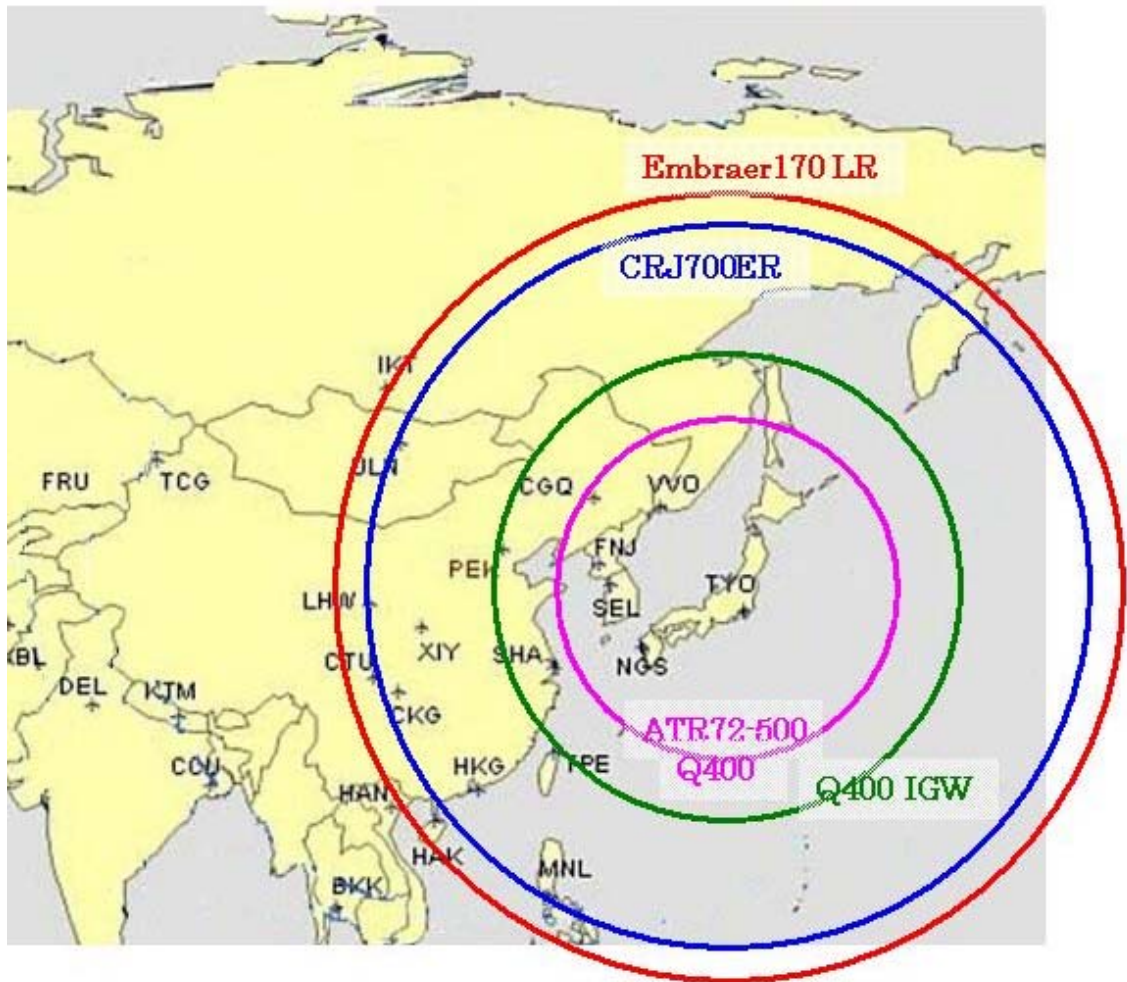 Embraer170 LR
CRJ700ER
IKT
ULN
FRU
TCG
CGQ
VVO
FNJ
PEK
TYO
LHW
SEL
XIY
SHA
NGS
CTU
KBL
DEL
KTM
CKG
ATR72-500
CCU
HKG
TPE
Q400
HAN
Q400 IGW
HAK
MNL
BKK